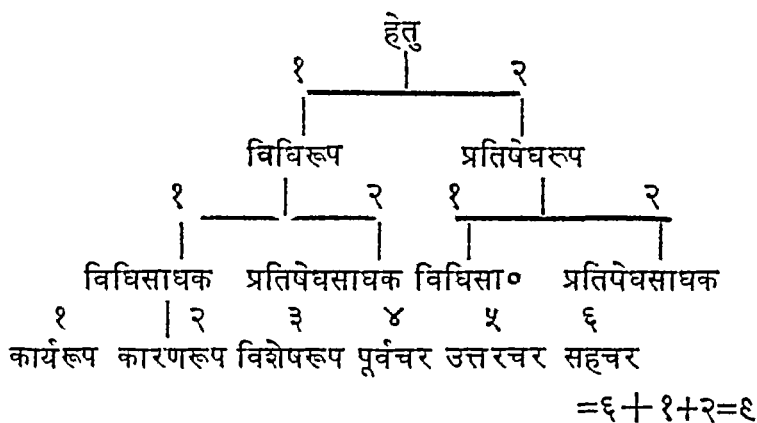 हेतु
१ २
विधिरूप प्रतिषेधरूप
१ २ १ २
विधिसाधक प्रतिषेधसाधक विधिसा० प्रतिषेधसाधक
१ २ ३ ४ ५ ६
कार्यरूप कारणरूप विशेषरूप पूर्वचर उत्तरचर सहचर
=६+१+२=९